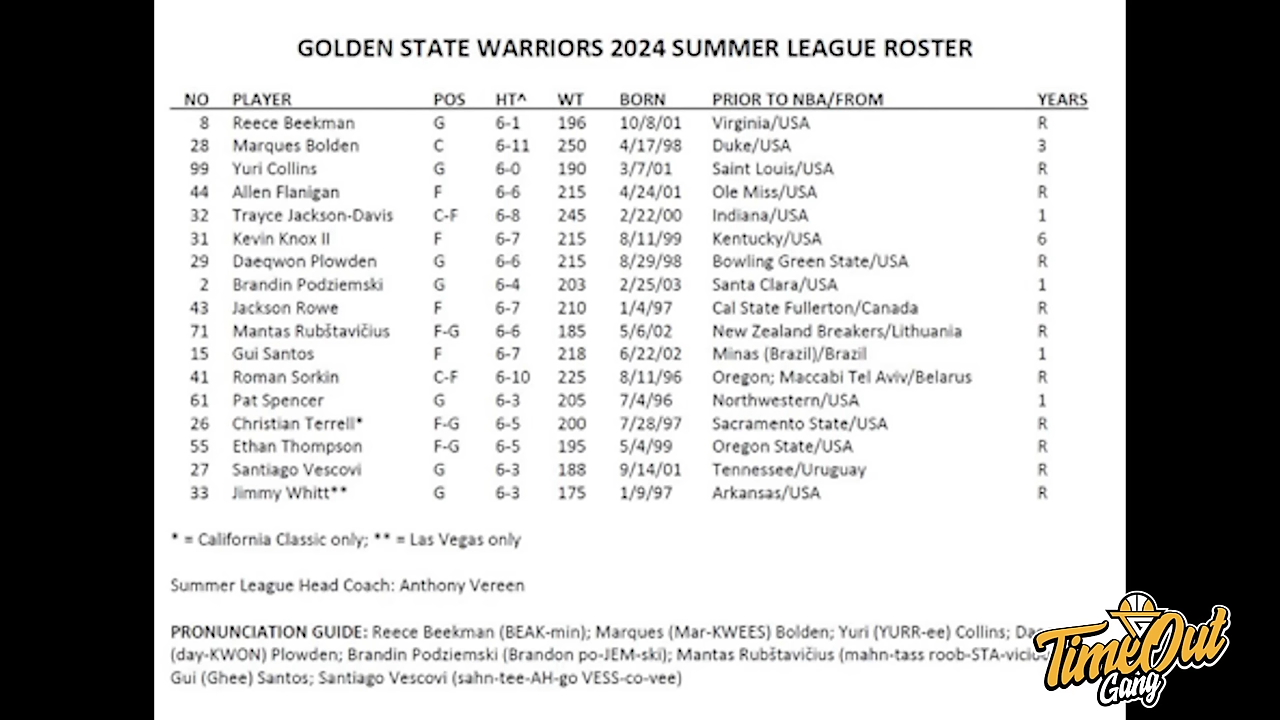 GOLDEN STATE WARRIORS 2024 SUMMER LEAGUE ROSTER
NO PLAYER POS HT^ WT BORN PRIOR TO NBA/FROM YEARS
8 Reece Beekman G 6-1 196 10/8/01 Virginia/USA R
28 Marques Bolden C 6-11 250 4/17/98 Duke/USA 3
99 Yuri Collins G 6-0 190 3/7/01 Saint Louis/USA R
44 Allen Flanigan F 6-6 215 4/24/01 Ole Miss/USA R
32 Trayce Jackson-Davis C-F 6-8 245 2/22/00 Indiana/USA 1
31 Kevin Knox II F 6-7 215 8/11/99 Kentucky/USA 6
29 Daeqwon Plowden G 6-6 215 8/29/98 Bowling Green State/USA R
2 Brandin Podziemski G 6-4 203 2/25/03 Santa Clara/USA 1
43 Jackson Rowe F 6-7 210 1/4/97 Cal State Fullerton/Canada R
71 Mantas Rubštavičius F-G 6-6 185 5/6/02 New Zealand Breakers/Lithuania R
15 Gui Santos F 6-7 218 6/22/02 Minas (Brazil)/Brazil 1
41 Roman Sorkin C-F 6-10 225 8/11/96 Oregon; Maccabi Tel Aviv/Belarus R
61 Pat Spencer G 6-3 205 7/4/96 Northwestern/USA 1
26 Christian Terrell* F-G 6-5 200 7/28/97 Sacramento State/USA R
55 Ethan Thompson F-G 6-5 195 5/4/99 Oregon State/USA R
27 Santiago Vescovi G 6-3 188 9/14/01 Tennessee/Uruguay R
33 Jimmy Whitt** G 6-3 175 1/9/97 Arkansas/USA R
* = California Classic only; ** = Las Vegas only
Summer League Head Coach: Anthony Vereen
PRONUNCIATION GUIDE: Reece Beekman (BEAK-min); Marques (Mar-KWEES) Bolden; Yuri (YURR-ee) Collins;
(day-KWON) Plowden; Brandin Podziemski (Brandon po-JEM-ski); Mantas Rubštavičius (mahn-tass
Gui (Ghee) Santos; Santiago Vescovi (sahn-tee-AH-go VESS-co-vee)
TimeOut
Gang